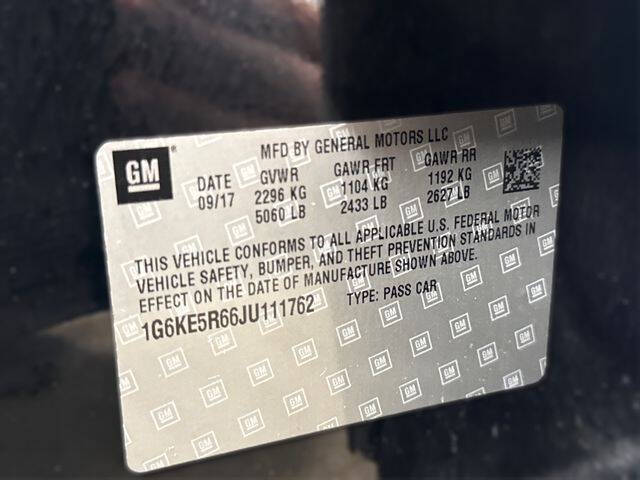 GM
MFD BY GENERAL MOTORS LLC
DATE GVWR GAWR FRT GAWR RR
09/17 2296 KG 1104 KG 1192 KG
5060 LB 2433 LB 2627 LB
THIS VEHICLE CONFORMS TO ALL APPLICABLE U.S. FEDERAL MOTOR
VEHICLE SAFETY, BUMPER, AND THEFT PREVENTION STANDARDS IN
EFFECT ON THE DATE OF MANUFACTURE SHOWN ABOVE.
1G6KE5R66JU111762 TYPE: PASS CAR